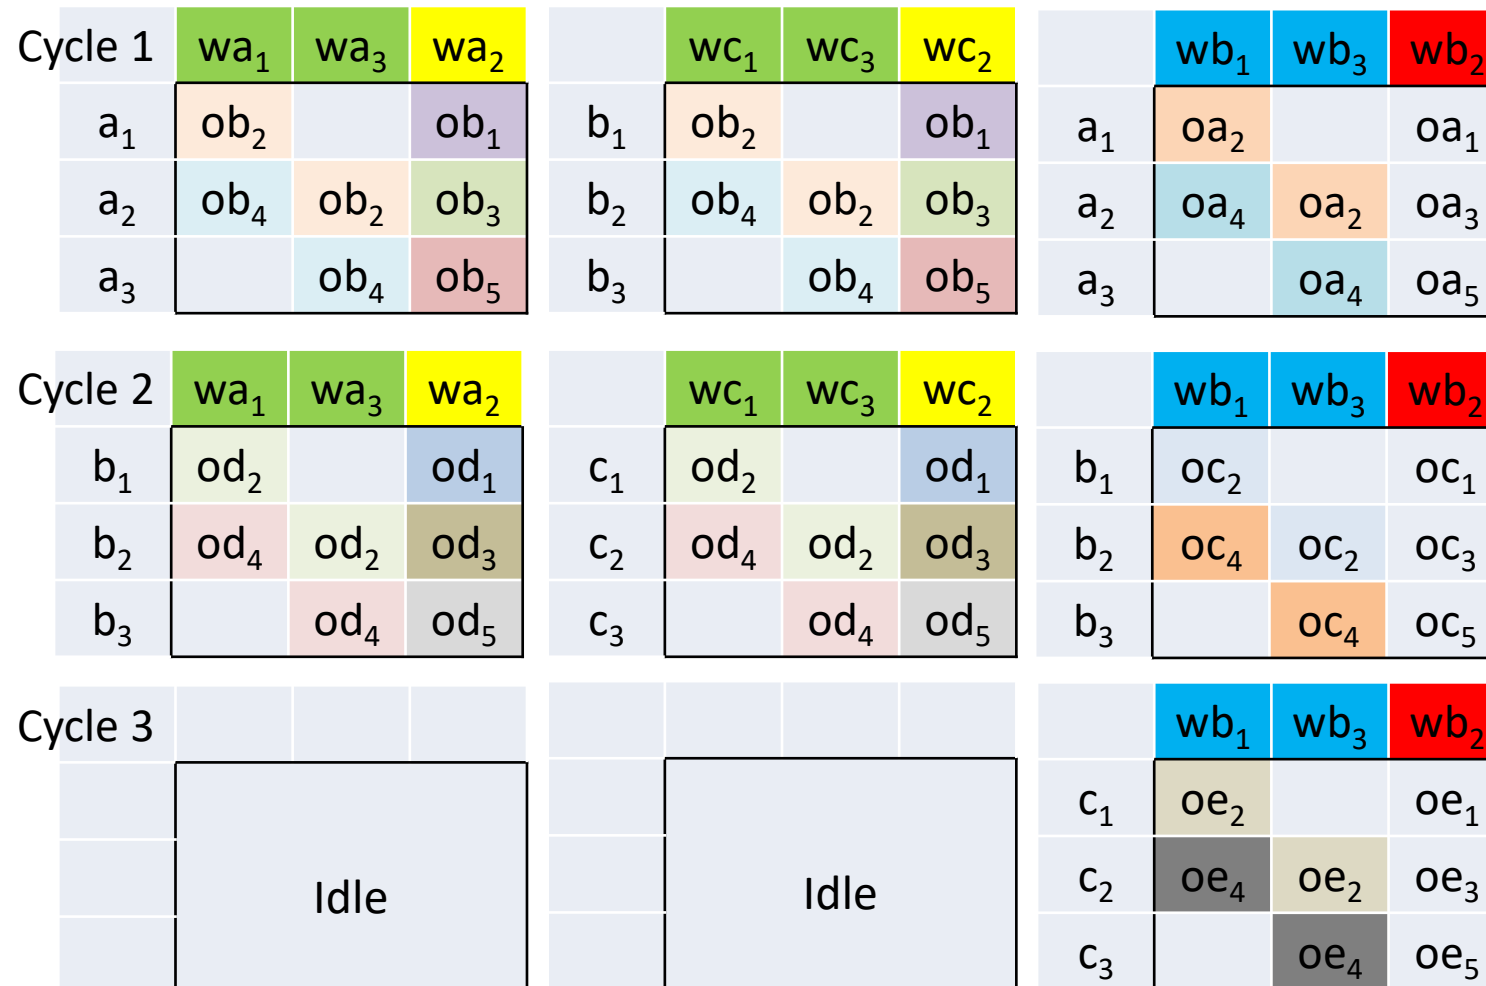 Cycle 1 wa₁ wa₃ wa₂ wc₁ wc₃ wc₂ wb₁ wb₃ wb₂
a₁ ob₂ ob₁ b₁ ob₂ ob₁ a₁ oa₂ oa₁
a₂ ob₄ ob₂ ob₃ b₂ ob₄ ob₂ ob₃ a₂ oa₄ oa₂ oa₃
a₃ ob₄ ob₅ b₃ ob₄ ob₅ a₃ oa₄ oa₅
Cycle 2 wa₁ wa₃ wa₂ wc₁ wc₃ wc₂ wb₁ wb₃ wb₂
b₁ od₂ od₁ c₁ od₂ od₁ b₁ oc₂ oc₁
b₂ od₄ od₂ od₃ c₂ od₄ od₂ od₃ b₂ oc₄ oc₂ oc₃
b₃ od₄ od₅ c₃ od₄ od₅ b₃ oc₄ oc₅
Cycle 3 wb₁ wb₃ wb₂
c₁ oe₂ oe₁
Idle Idle c₂ oe₄ oe₂ oe₃
c₃ oe₄ oe₅